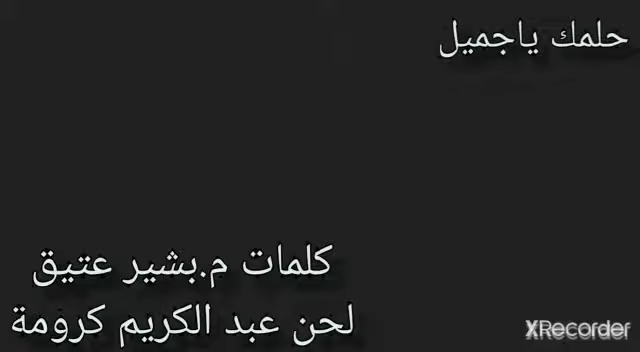 حلمك ياجميل
كلمات م.بشير عتيق
لحن عبد الكريم كرومة
XRecorder